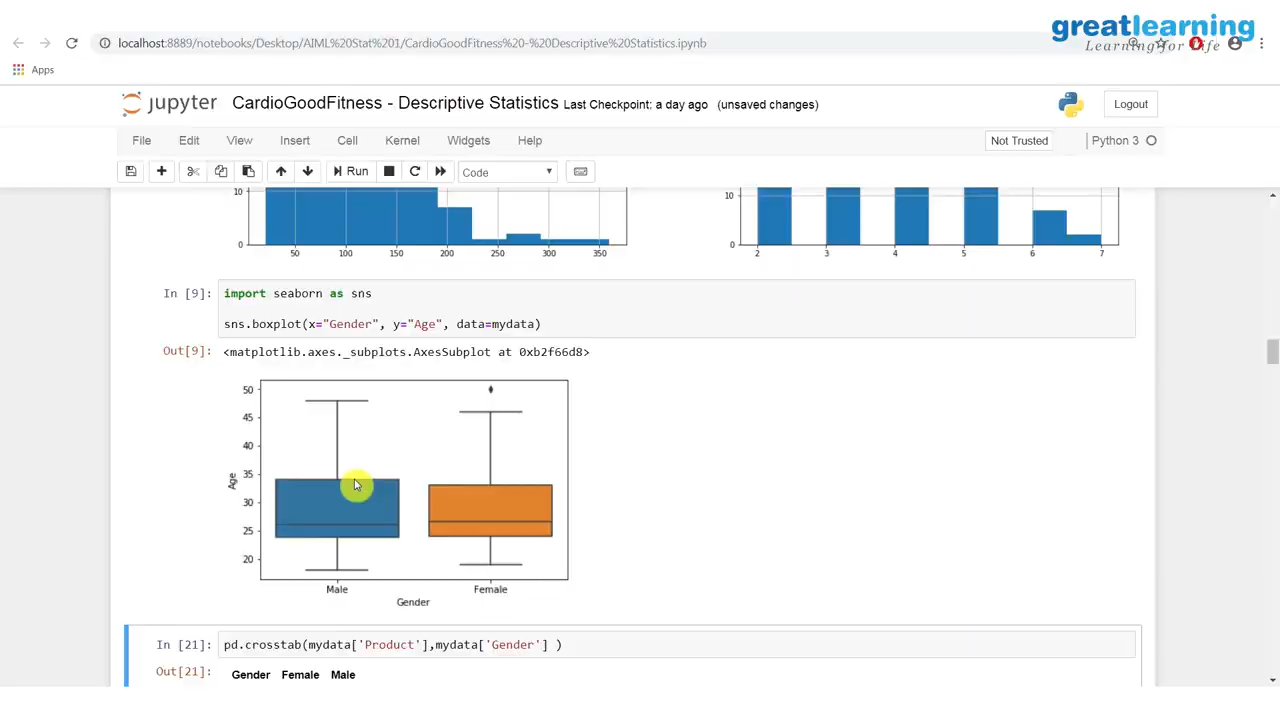 greatlearning
Learning for Life
localhost:8889/notebooks/Desktop/AIML%20Stat%201/CardioGoodFitness%20-%20Descriptive%20Statistics.ipynb
Apps
jupyter CardioGoodFitness - Descriptive Statistics Last Checkpoint: a day ago (unsaved changes)
Logout
File Edit View Insert Cell Kernel Widgets Help
Not Trusted
Python 3
Run
Code
10
0
50 100 150 200 250 300 350
10
0
2 3 4 5 6 7
In [9]:
import seaborn as sns
sns.boxplot(x="Gender", y="Age", data=mydata)
Out[9]:
<matplotlib.axes._subplots.AxesSubplot at 0xb2f66d8>
50
45
40
35
30
25
20
Age
Male Female
Gender
In [21]:
pd.crosstab(mydata['Product'],mydata['Gender'] )
Out[21]:
Gender Female Male